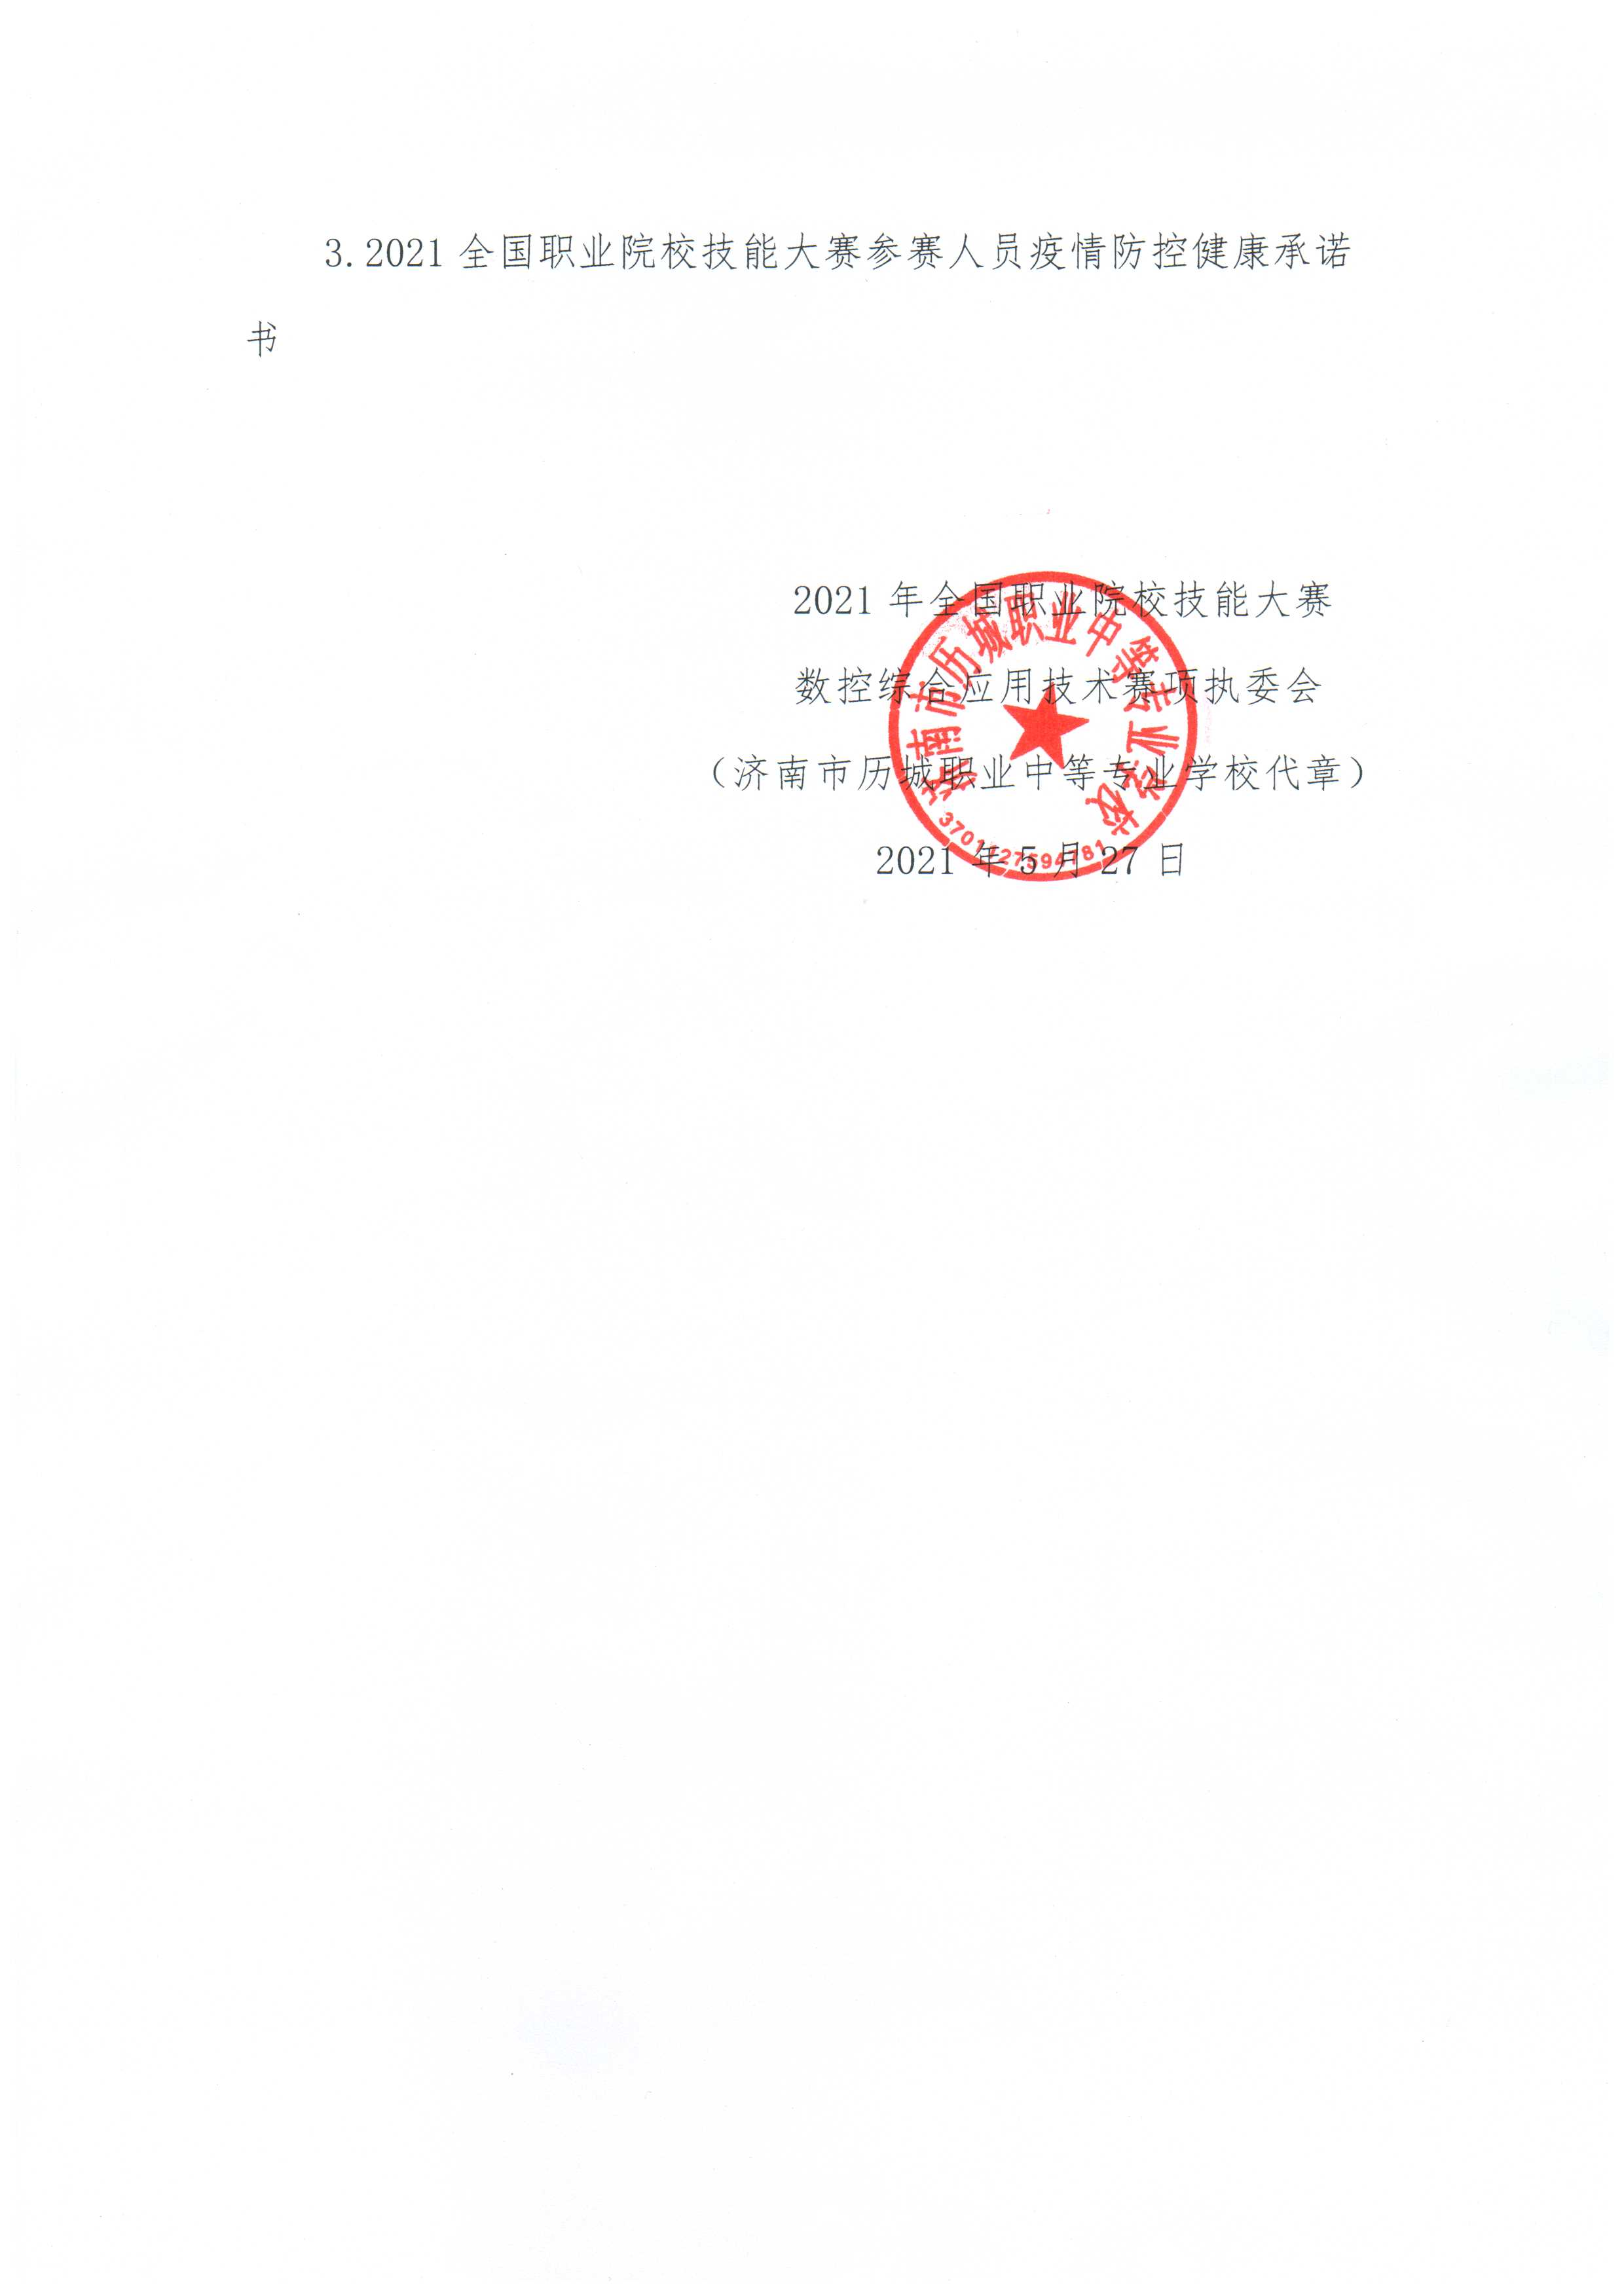 3.2021 全国职业院校技能大赛参赛人员疫情防控健康承诺
书
2021 年全国职业院校技能大赛
数控综合应用技术赛项执委会
（济南市历城职业中等专业学校代章）
2021 年 5 月 27 日
济南市历城职业中等专业学校
3701127594781